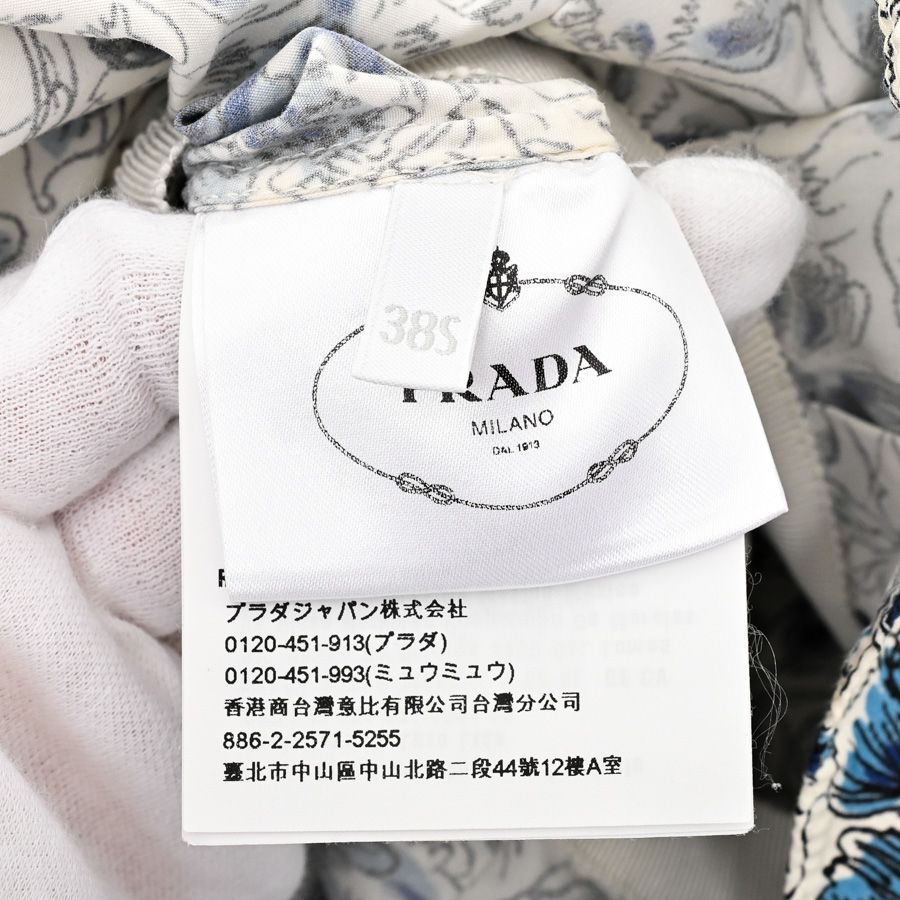 38S
PRADA
MILANO
DAL 1913
プラダジャパン株式会社
0120-451-913(プラダ)
0120-451-993(ミュウミュウ)
香港商台灣意比有限公司台灣分公司
886-2-2571-5255
臺北市中山區中山北路二段44號12樓A室